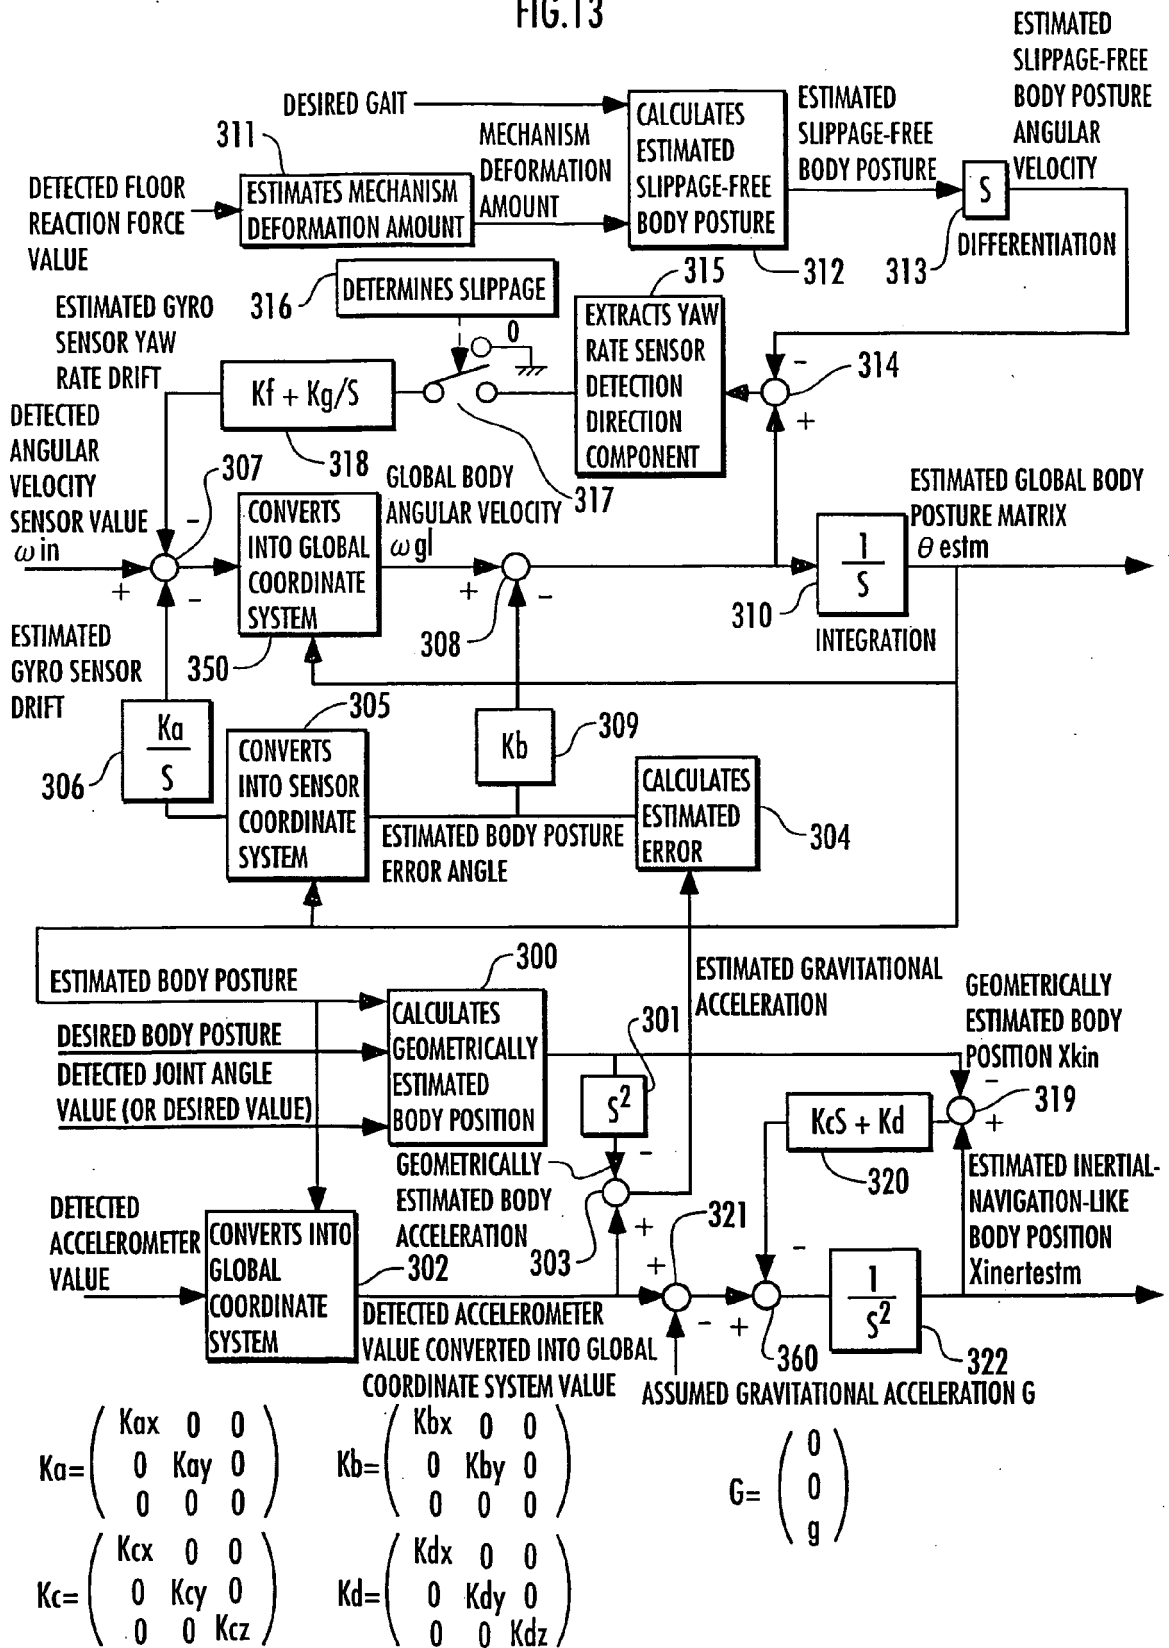 FIG.13
ESTIMATED
SLIPPAGE-FREE
BODY POSTURE
ANGULAR
VELOCITY
DESIRED GAIT
MECHANISM
DEFORMATION
AMOUNT
CALCULATES
ESTIMATED
SLIPPAGE-FREE
BODY POSTURE
ESTIMATED
SLIPPAGE-FREE
BODY POSTURE
311
DETECTED FLOOR
REACTION FORCE
VALUE
ESTIMATES MECHANISM
DEFORMATION AMOUNT
S
313
DIFFERENTIATION
312
315
316
DETERMINES SLIPPAGE
ESTIMATED GYRO
SENSOR YAW
RATE DRIFT
0
EXTRACTS YAW
RATE SENSOR
DETECTION
DIRECTION
COMPONENT
-
314
+
Kf + Kg/S
318
317
DETECTED
ANGULAR
VELOCITY
SENSOR VALUE
ωin
307
-
+
-
CONVERTS
INTO GLOBAL
COORDINATE
SYSTEM
350
GLOBAL BODY
ANGULAR VELOCITY
ωgl
+
-
308
1
S
310
INTEGRATION
ESTIMATED GLOBAL BODY
POSTURE MATRIX
θestm
ESTIMATED
GYRO SENSOR
DRIFT
Ka
S
306
305
CONVERTS
INTO SENSOR
COORDINATE
SYSTEM
Kb
309
ESTIMATED BODY POSTURE
ERROR ANGLE
CALCULATES
ESTIMATED
ERROR
304
ESTIMATED BODY POSTURE
DESIRED BODY POSTURE
DETECTED JOINT ANGLE
VALUE (OR DESIRED VALUE)
300
CALCULATES
GEOMETRICALLY
ESTIMATED
BODY POSITION
ESTIMATED GRAVITATIONAL
ACCELERATION
301
S²
GEOMETRICALLY
ESTIMATED BODY
POSITION Xkin
-
319
+
KcS + Kd
320
GEOMETRICALLY
ESTIMATED BODY
ACCELERATION
-
303
+
ESTIMATED INERTIAL-
NAVIGATION-LIKE
BODY POSITION
Xinertestm
DETECTED
ACCELEROMETER
VALUE
CONVERTS INTO
GLOBAL
COORDINATE
SYSTEM
302
DETECTED ACCELEROMETER
VALUE CONVERTED INTO GLOBAL
COORDINATE SYSTEM VALUE
321
+
-
+
-
360
1
S²
322
ASSUMED GRAVITATIONAL ACCELERATION G
Ka= ( Kax 0 0
0 Kay 0
0 0 0 )
Kb= ( Kbx 0 0
0 Kby 0
0 0 0 )
G= ( 0
0
g )
Kc= ( Kcx 0 0
0 Kcy 0
0 0 Kcz )
Kd= ( Kdx 0 0
0 Kdy 0
0 0 Kdz )